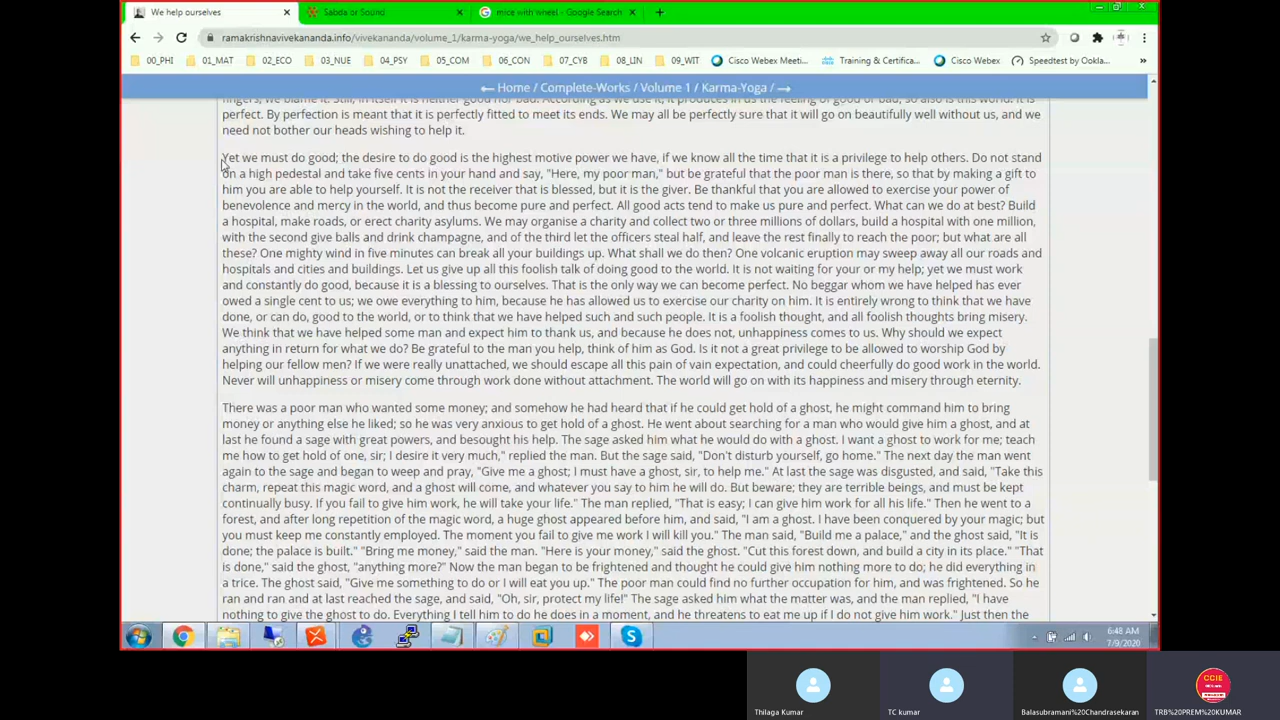 We help ourselves
Sabda or Sound
mice with wheel - Google Search
ramakrishnavivekananda.info/vivekananda/volume_1/karma-yoga/we_help_ourselves.htm
00_PHI 01_MAT 02_ECO 03_NUE 04_PSY 05_COM 06_CON 07_CYB 08_LIN 09_WIT Cisco Webex Meeti... Training & Certifica... Cisco Webex Speedtest by Ookla...
Home / Complete-Works / Volume 1 / Karma-Yoga /
fingers, we blame it. Still, in itself it is neither good nor bad. According as we use it, it produces in us the feeling of good or bad; so also is this world. It is
perfect. By perfection is meant that it is perfectly fitted to meet its ends. We may all be perfectly sure that it will go on beautifully well without us, and we
need not bother our heads wishing to help it.
Yet we must do good; the desire to do good is the highest motive power we have, if we know all the time that it is a privilege to help others. Do not stand
on a high pedestal and take five cents in your hand and say, "Here, my poor man," but be grateful that the poor man is there, so that by making a gift to
him you are able to help yourself. It is not the receiver that is blessed, but it is the giver. Be thankful that you are allowed to exercise your power of
benevolence and mercy in the world, and thus become pure and perfect. All good acts tend to make us pure and perfect. What can we do at best? Build
a hospital, make roads, or erect charity asylums. We may organise a charity and collect two or three millions of dollars, build a hospital with one million,
with the second give balls and drink champagne, and of the third let the officers steal half, and leave the rest finally to reach the poor; but what are all
these? One mighty wind in five minutes can break all your buildings up. What shall we do then? One volcanic eruption may sweep away all our roads and
hospitals and cities and buildings. Let us give up all this foolish talk of doing good to the world. It is not waiting for your or my help; yet we must work
and constantly do good, because it is a blessing to ourselves. That is the only way we can become perfect. No beggar whom we have helped has ever
owed a single cent to us; we owe everything to him, because he has allowed us to exercise our charity on him. It is entirely wrong to think that we have
done, or can do, good to the world, or to think that we have helped such and such people. It is a foolish thought, and all foolish thoughts bring misery.
We think that we have helped some man and expect him to thank us, and because he does not, unhappiness comes to us. Why should we expect
anything in return for what we do? Be grateful to the man you help, think of him as God. Is it not a great privilege to be allowed to worship God by
helping our fellow men? If we were really unattached, we should escape all this pain of vain expectation, and could cheerfully do good work in the world.
Never will unhappiness or misery come through work done without attachment. The world will go on with its happiness and misery through eternity.
There was a poor man who wanted some money; and somehow he had heard that if he could get hold of a ghost, he might command him to bring
money or anything else he liked; so he was very anxious to get hold of a ghost. He went about searching for a man who would give him a ghost, and at
last he found a sage with great powers, and besought his help. The sage asked him what he would do with a ghost. I want a ghost to work for me; teach
me how to get hold of one, sir; I desire it very much," replied the man. But the sage said, "Don't disturb yourself, go home." The next day the man went
again to the sage and began to weep and pray, "Give me a ghost; I must have a ghost, sir, to help me." At last the sage was disgusted, and said, "Take this
charm, repeat this magic word, and a ghost will come, and whatever you say to him he will do. But beware; they are terrible beings, and must be kept
continually busy. If you fail to give him work, he will take your life." The man replied, "That is easy; I can give him work for all his life." Then he went to a
forest, and after long repetition of the magic word, a huge ghost appeared before him, and said, "I am a ghost. I have been conquered by your magic; but
you must keep me constantly employed. The moment you fail to give me work I will kill you." The man said, "Build me a palace," and the ghost said, "It is
done; the palace is built." "Bring me money," said the man. "Here is your money," said the ghost. "Cut this forest down, and build a city in its place." "That
is done," said the ghost, "anything more?" Now the man began to be frightened and thought he could give him nothing more to do; he did everything in
a trice. The ghost said, "Give me something to do or I will eat you up." The poor man could find no further occupation for him, and was frightened. So he
ran and ran and at last reached the sage, and said, "Oh, sir, protect my life!" The sage asked him what the matter was, and the man replied, "I have
nothing to give the ghost to do. Everything I tell him to do he does in a moment, and he threatens to eat me up if I do not give him work." Just then the
6:48 AM
7/9/2020
CCIE
Thilaga Kumar
TC kumar
Balasubramani%20Chandrasekaran
TRB%20PREM%20KUMAR